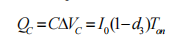 Q_C = CΔV_C = I_0(1-d_3)T_on